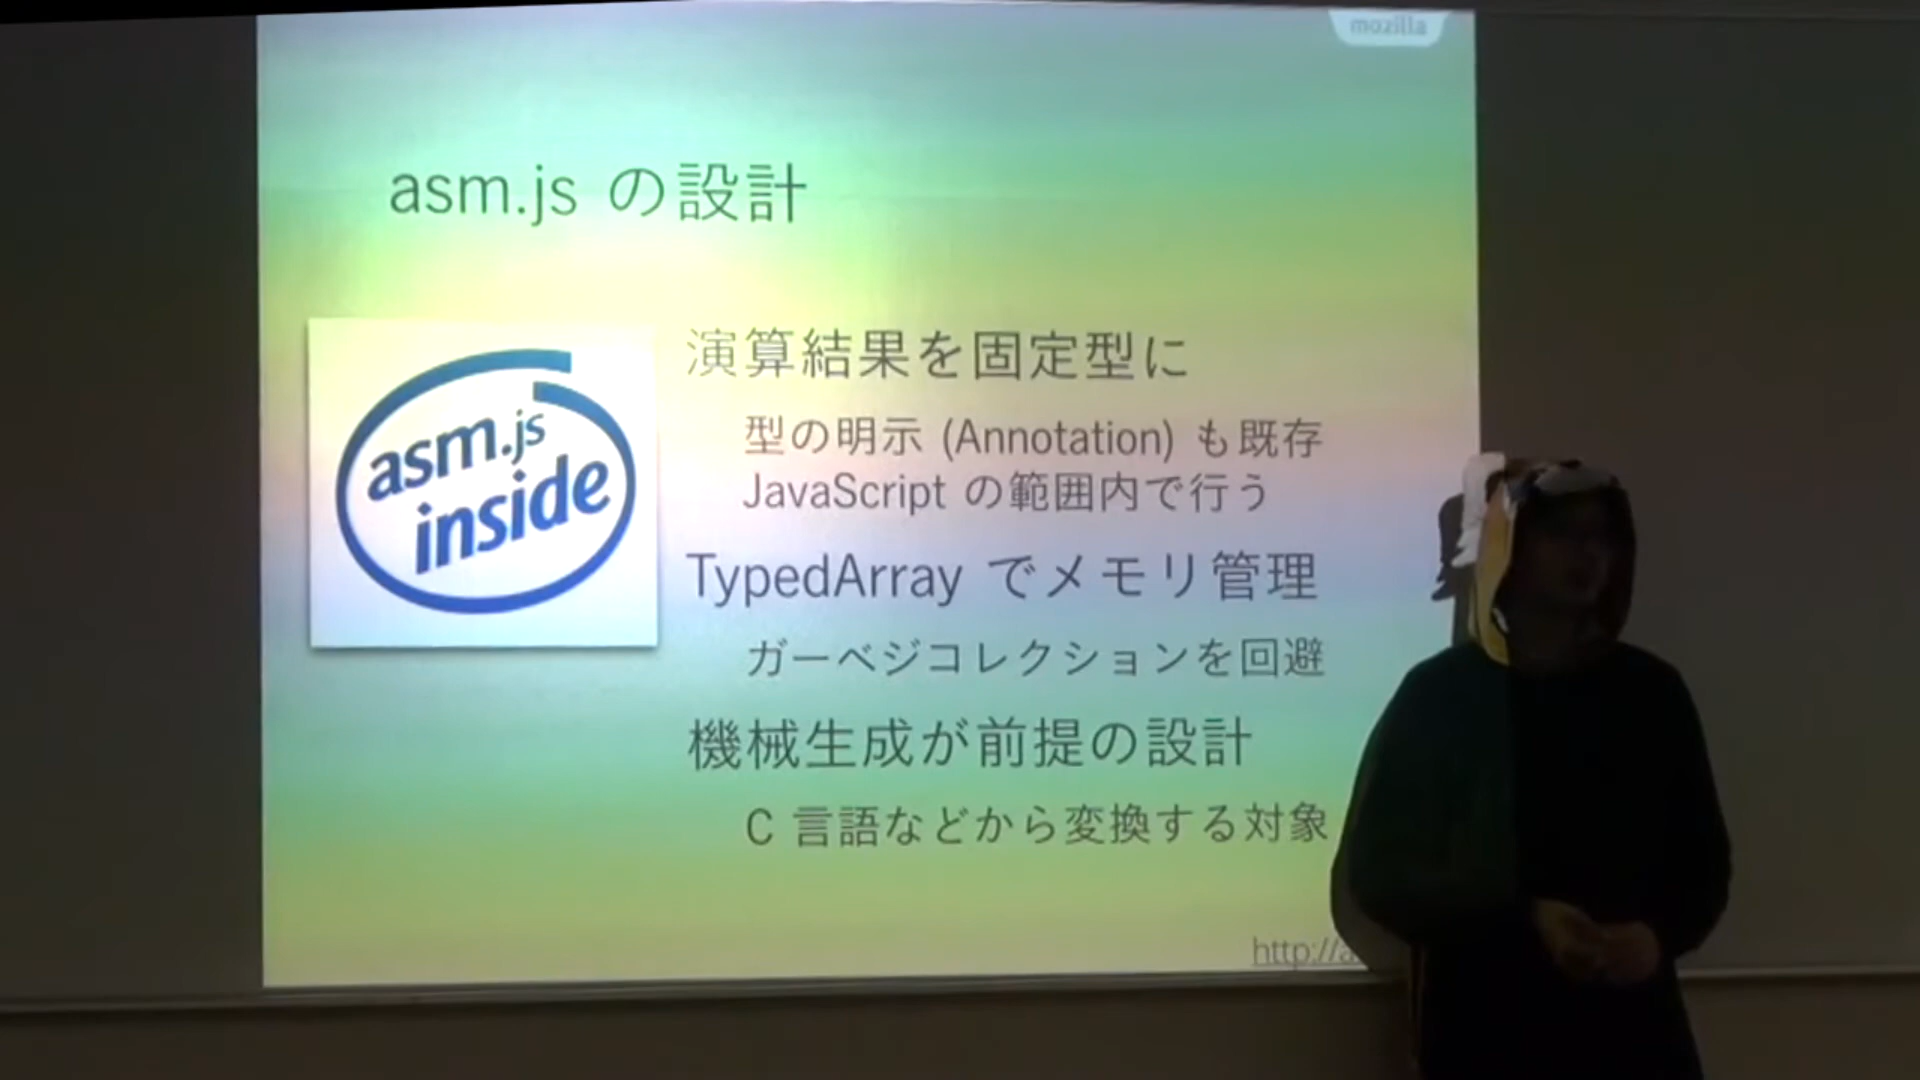 mozilla
asm.js の設計
asm.js
inside
演算結果を固定型に
型の明示 (Annotation) も既存
JavaScript の範囲内で行う
TypedArray でメモリ管理
ガーベジコレクションを回避
機械生成が前提の設計
C 言語などから変換する対象
http://a